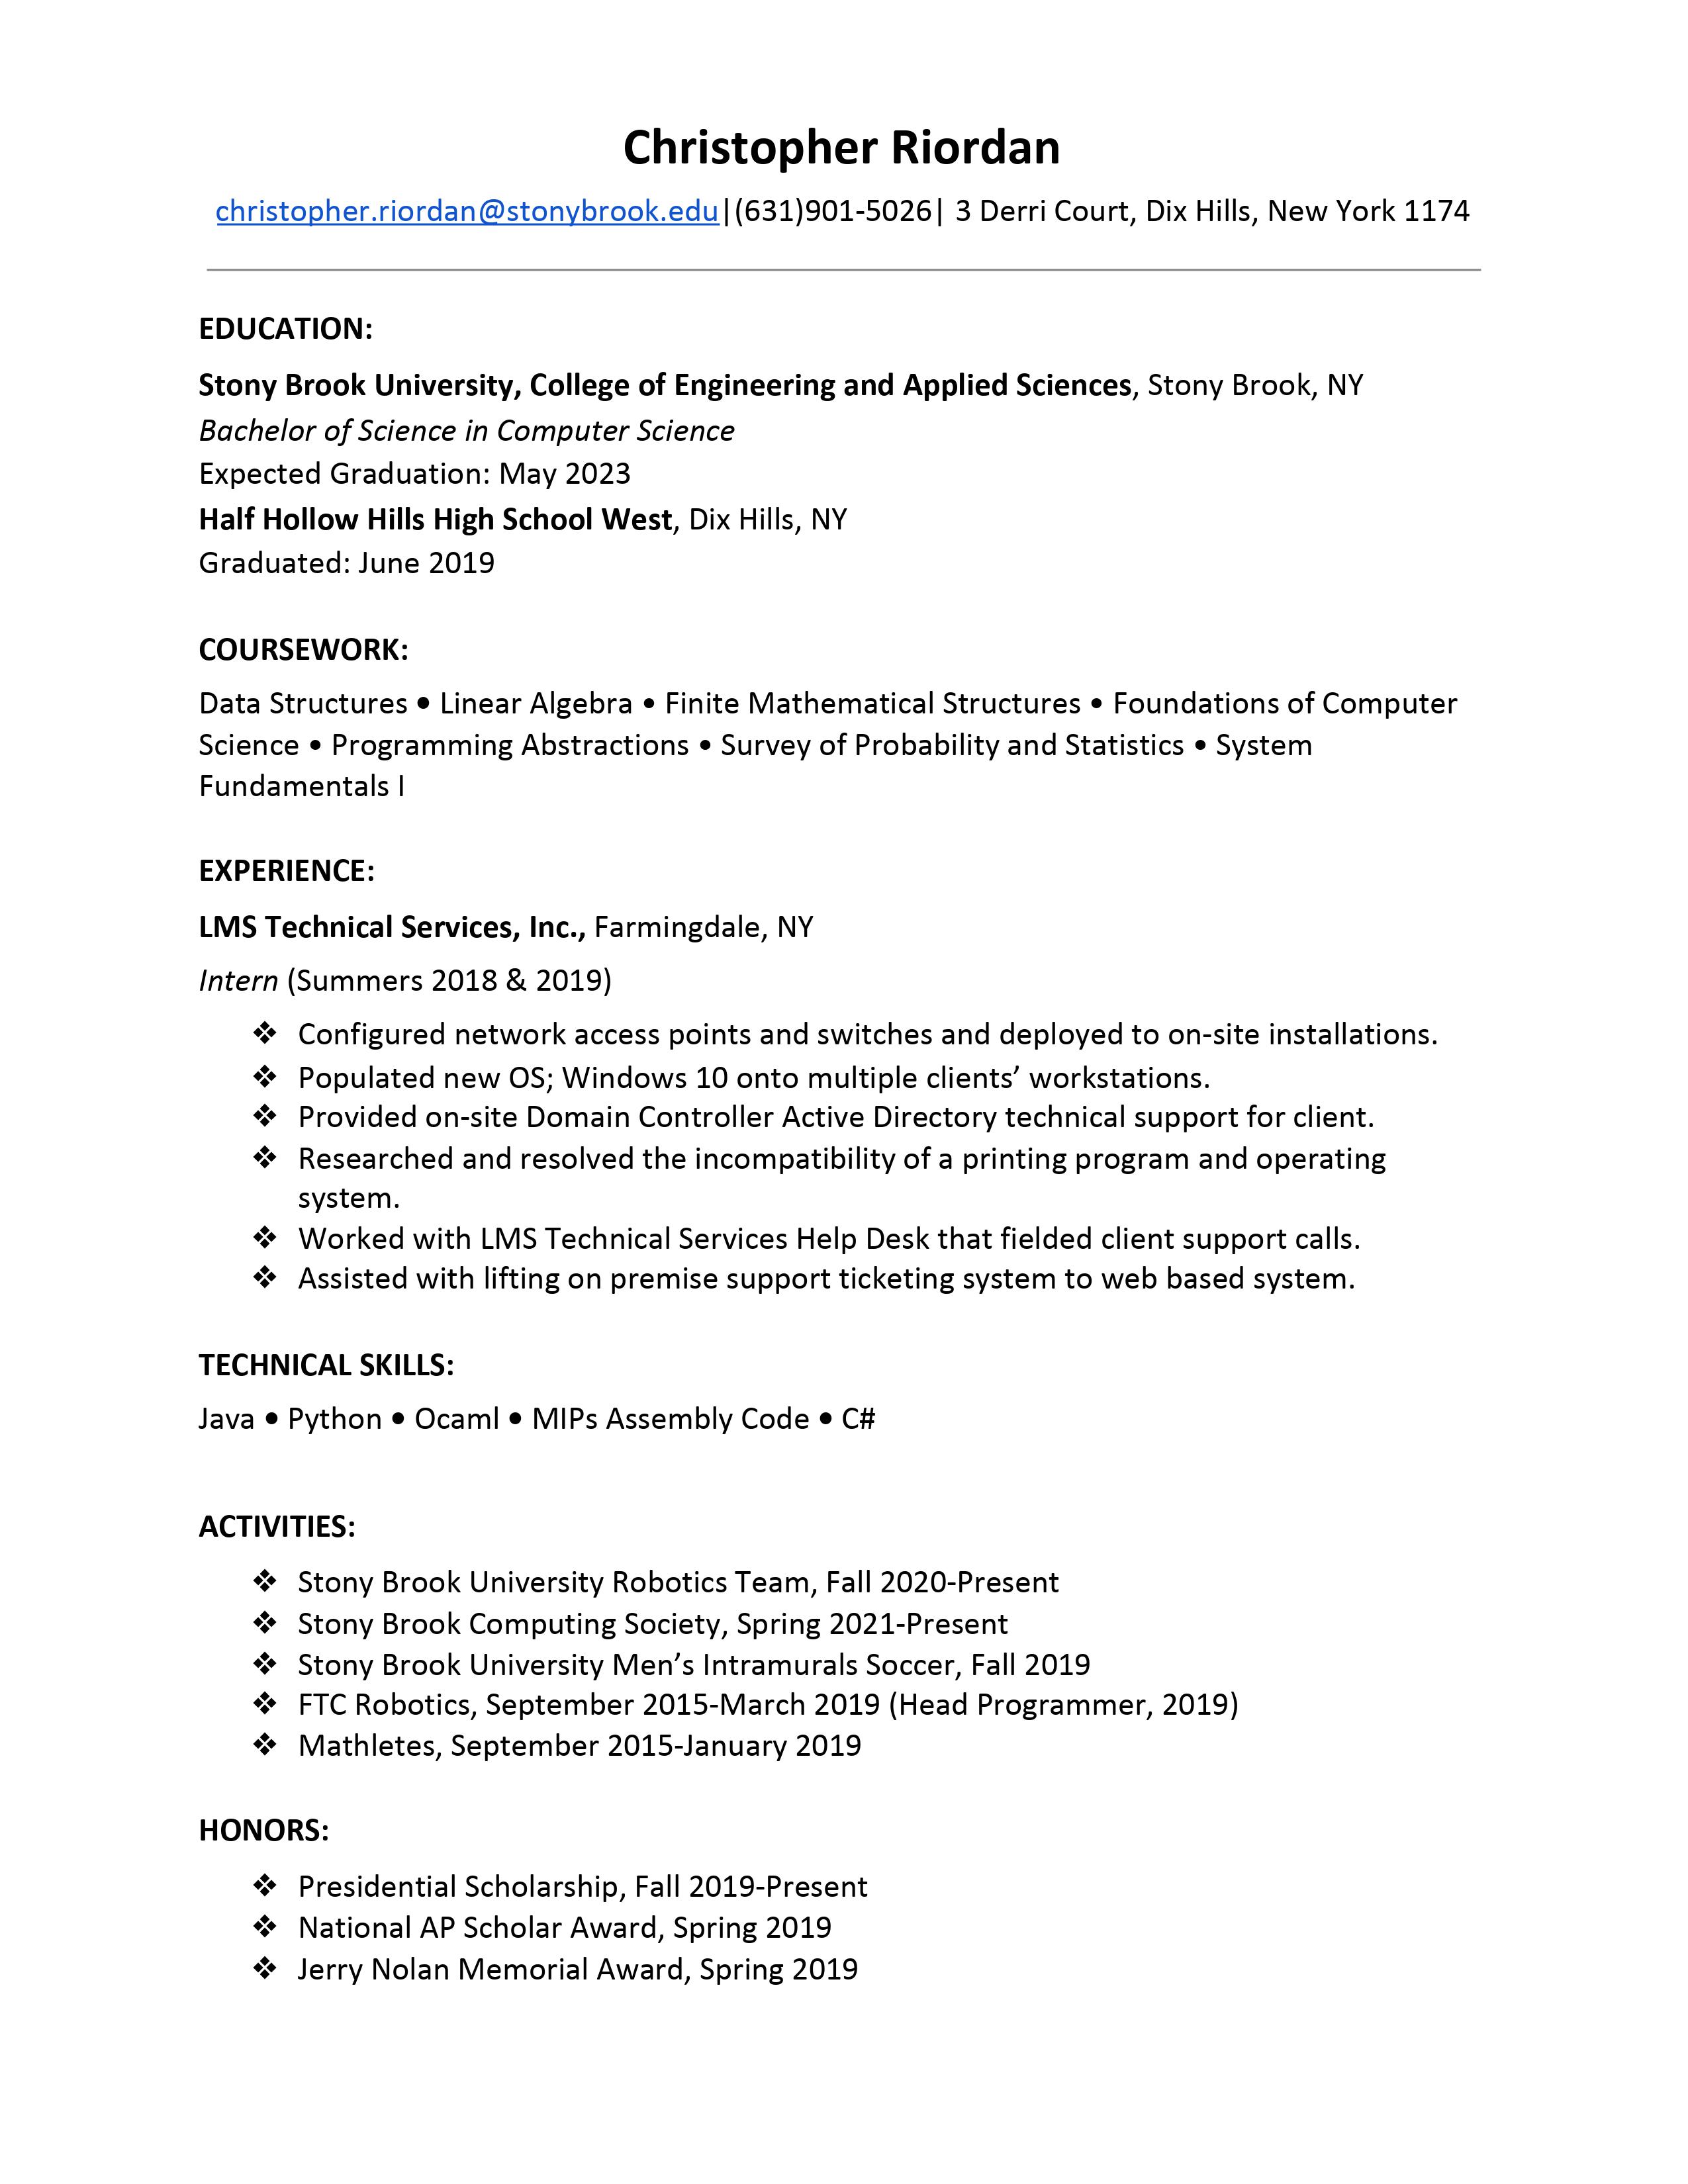 Christopher Riordan
christopher.riordan@stonybrook.edu|(631)901-5026| 3 Derri Court, Dix Hills, New York 1174
EDUCATION:
Stony Brook University, College of Engineering and Applied Sciences, Stony Brook, NY
Bachelor of Science in Computer Science
Expected Graduation: May 2023
Half Hollow Hills High School West, Dix Hills, NY
Graduated: June 2019
COURSEWORK:
Data Structures • Linear Algebra • Finite Mathematical Structures • Foundations of Computer
Science • Programming Abstractions • Survey of Probability and Statistics • System
Fundamentals I
EXPERIENCE:
LMS Technical Services, Inc., Farmingdale, NY
Intern (Summers 2018 & 2019)
❖ Configured network access points and switches and deployed to on-site installations.
❖ Populated new OS; Windows 10 onto multiple clients’ workstations.
❖ Provided on-site Domain Controller Active Directory technical support for client.
❖ Researched and resolved the incompatibility of a printing program and operating
system.
❖ Worked with LMS Technical Services Help Desk that fielded client support calls.
❖ Assisted with lifting on premise support ticketing system to web based system.
TECHNICAL SKILLS:
Java • Python • Ocaml • MIPs Assembly Code • C#
ACTIVITIES:
❖ Stony Brook University Robotics Team, Fall 2020-Present
❖ Stony Brook Computing Society, Spring 2021-Present
❖ Stony Brook University Men’s Intramurals Soccer, Fall 2019
❖ FTC Robotics, September 2015-March 2019 (Head Programmer, 2019)
❖ Mathletes, September 2015-January 2019
HONORS:
❖ Presidential Scholarship, Fall 2019-Present
❖ National AP Scholar Award, Spring 2019
❖ Jerry Nolan Memorial Award, Spring 2019